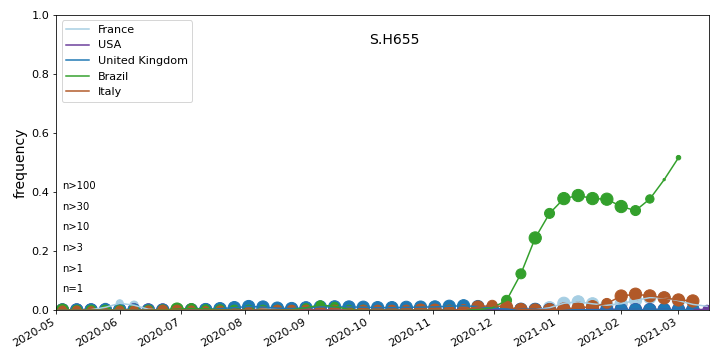 S.H655
France
USA
United Kingdom
Brazil
Italy
frequency
1.0
0.8
0.6
0.4
0.2
0.0
n>100
n>30
n>10
n>3
n>1
n=1
2020-05
2020-06
2020-07
2020-08
2020-09
2020-10
2020-11
2020-12
2021-01
2021-02
2021-03